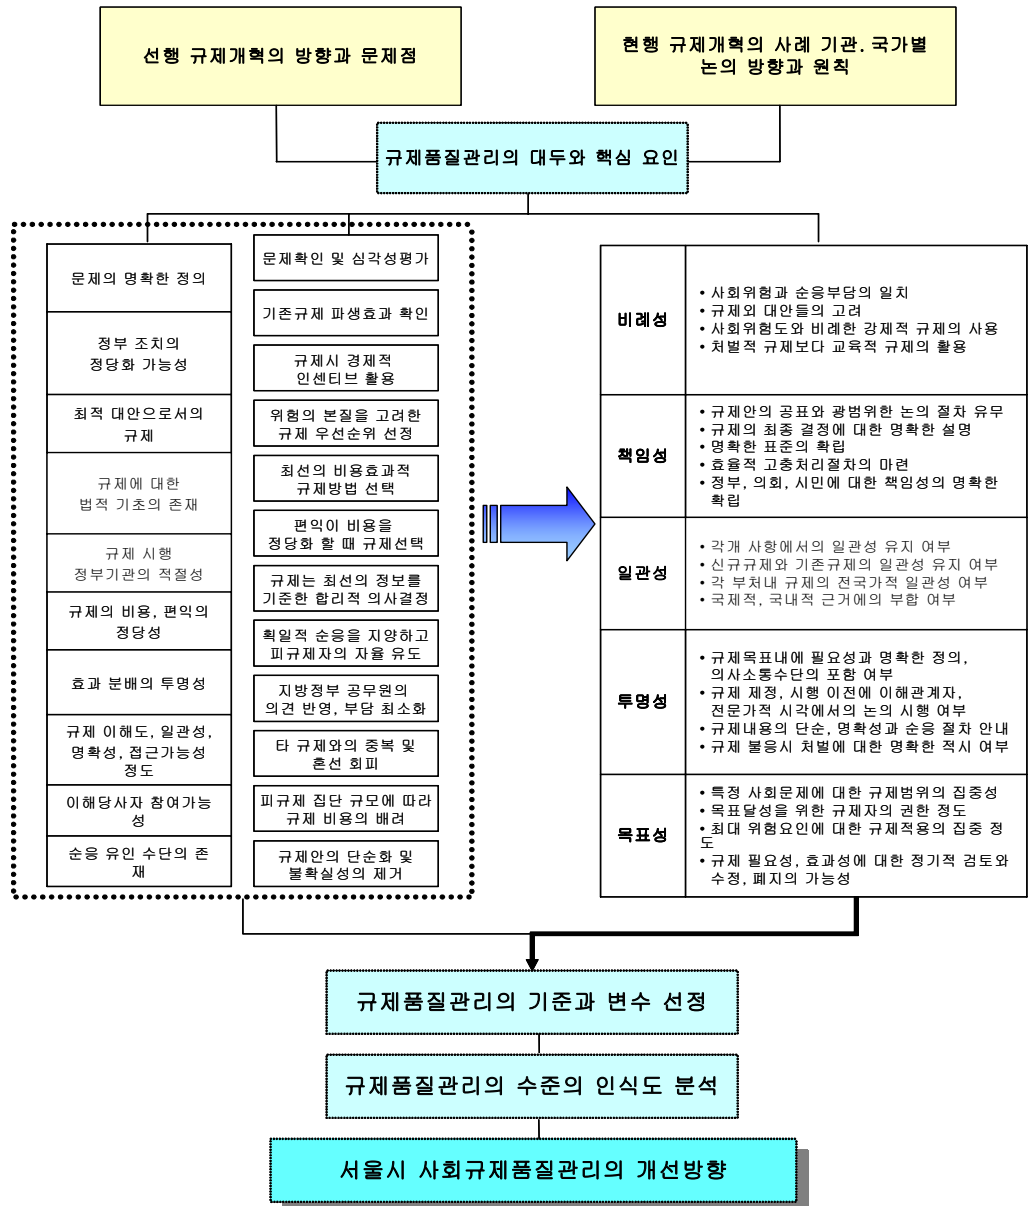 선행 규제개혁의 방향과 문제점
현행 규제개혁의 사례 기관. 국가별
논의 방향과 원칙
규제품질관리의 대두와 핵심 요인
문제의 명확한 정의
정부 조치의
정당화 가능성
최적 대안으로서의
규제
규제에 대한
법적 기초의 존재
규제 시행
정부기관의 적절성
규제의 비용, 편익의
정당성
효과 분배의 투명성
규제 이해도, 일관성,
명확성, 접근가능성
정도
이해당사자 참여가능
성
순응 유인 수단의 존
재
문제확인 및 심각성평가
기존규제 파생효과 확인
규제시 경제적
인센티브 활용
위험의 본질을 고려한
규제 우선순위 선정
최선의 비용효과적
규제방법 선택
편익이 비용을
정당화 할 때 규제선택
규제는 최선의 정보를
기준한 합리적 의사결정
획일적 순응을 지양하고
피규제자의 자율 유도
지방정부 공무원의
의견 반영, 부담 최소화
타 규제와의 중복 및
혼선 회피
피규제 집단 규모에 따라
규제 비용의 배려
규제안의 단순화 및
불확실성의 제거
비례성
• 사회위험과 순응부담의 일치
• 규제외 대안들의 고려
• 사회위험도와 비례한 강제적 규제의 사용
• 처벌적 규제보다 교육적 규제의 활용
책임성
• 규제안의 공표와 광범위한 논의 절차 유무
• 규제의 최종 결정에 대한 명확한 설명
• 명확한 표준의 확립
• 효율적 고충처리절차의 마련
• 정부, 의회, 시민에 대한 책임성의 명확한
확립
일관성
• 각개 사항에서의 일관성 유지 여부
• 신규규제와 기존규제의 일관성 유지 여부
• 각 부처내 규제의 전국가적 일관성 여부
• 국제적, 국내적 근거에의 부합 여부
투명성
• 규제목표내에 필요성과 명확한 정의,
의사소통수단의 포함 여부
• 규제 제정, 시행 이전에 이해관계자,
전문가적 시각에서의 논의 시행 여부
• 규제내용의 단순, 명확성과 순응 절차 안내
• 규제 불응시 처벌에 대한 명확한 적시 여부
목표성
• 특정 사회문제에 대한 규제범위의 집중성
• 목표달성을 위한 규제자의 권한 정도
• 최대 위험요인에 대한 규제적용의 집중 정
도
• 규제 필요성, 효과성에 대한 정기적 검토와
수정, 폐지의 가능성
규제품질관리의 기준과 변수 선정
규제품질관리의 수준의 인식도 분석
서울시 사회규제품질관리의 개선방향